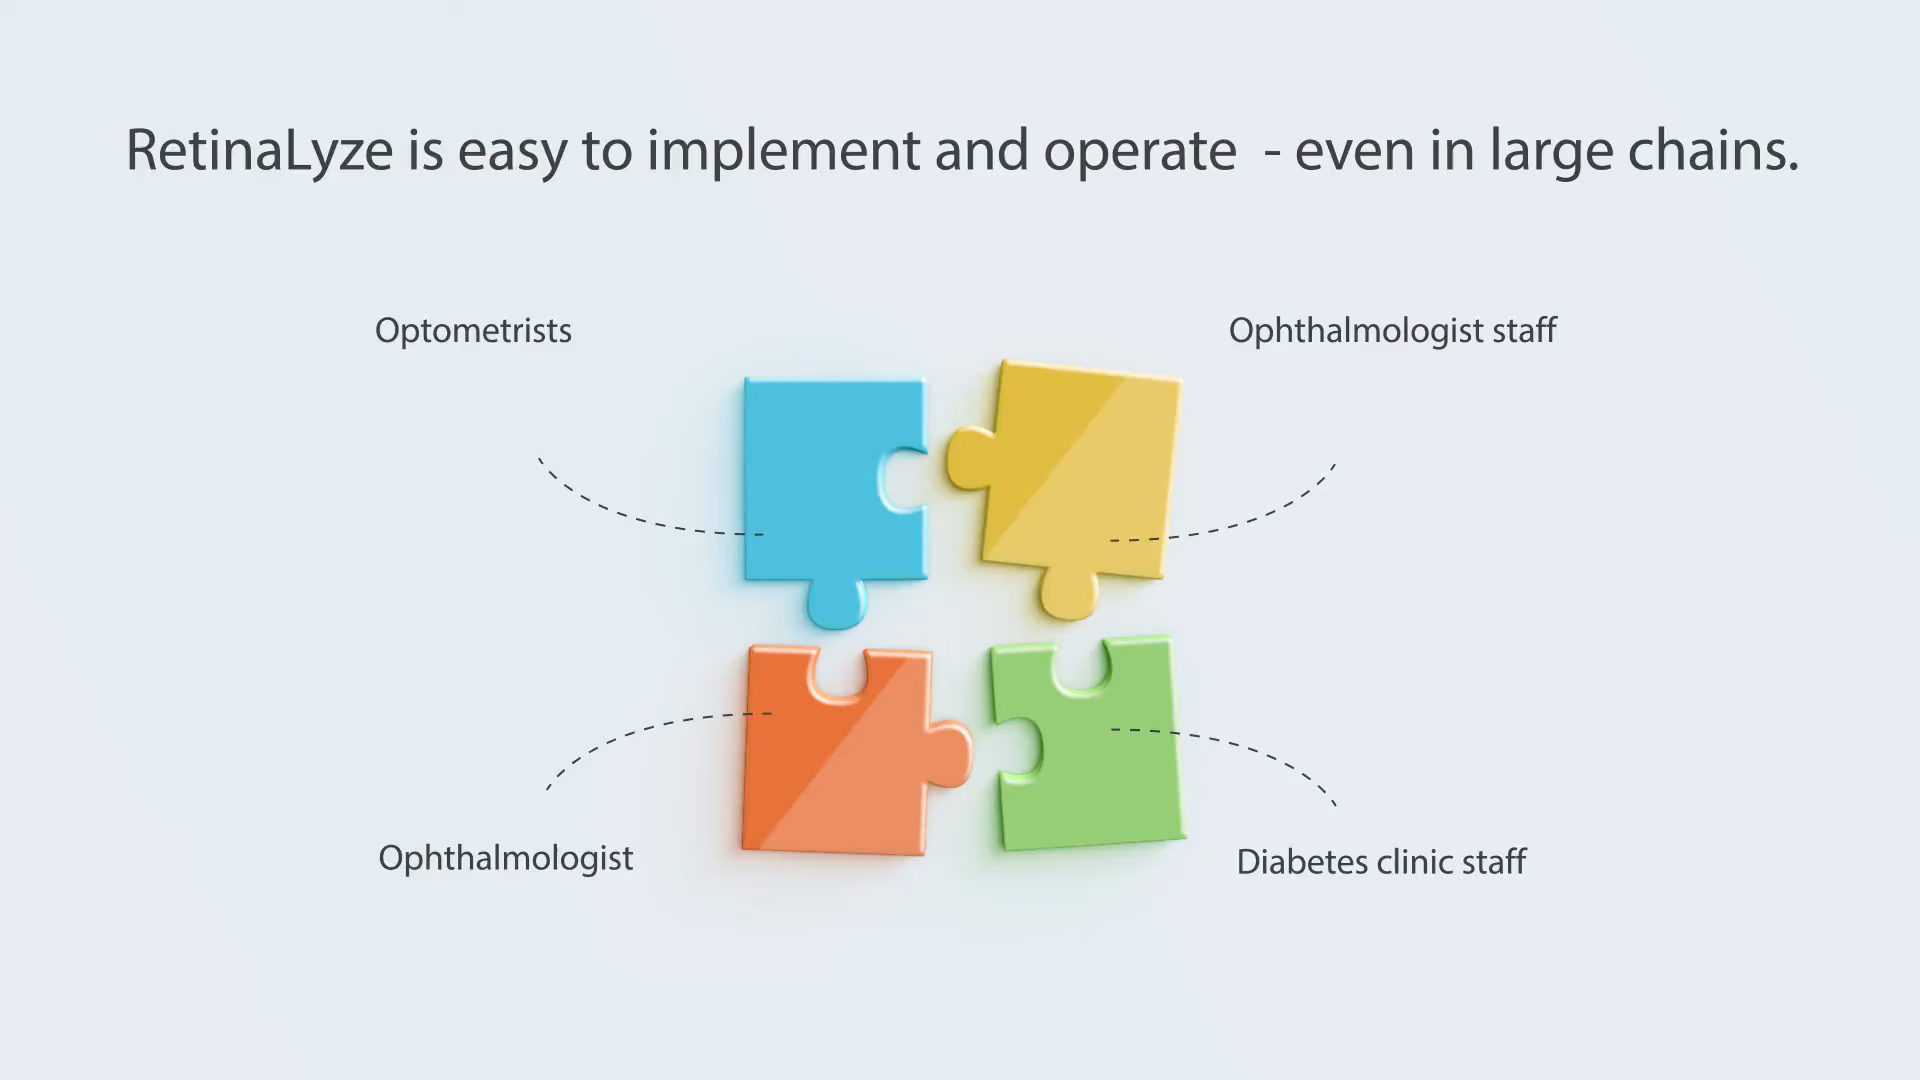 RetinaLyze is easy to implement and operate  - even in large chains.
Optometrists
Ophthalmologist staff
Ophthalmologist
Diabetes clinic staff